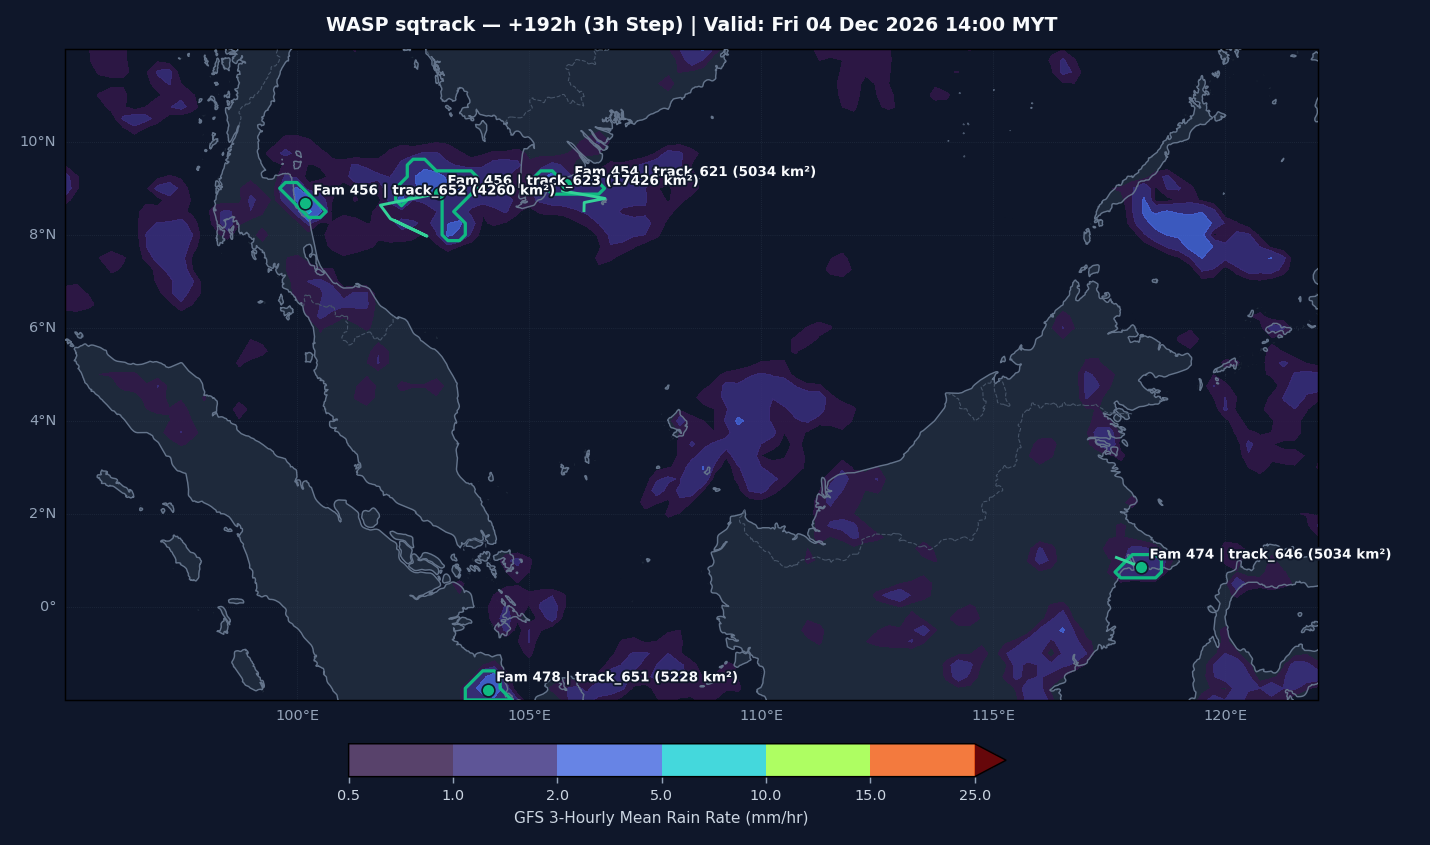 WASP sqtrack — +192h (3h Step) | Valid: Fri 04 Dec 2026 14:00 MYT
10°N
8°N
6°N
4°N
2°N
0°
Fam 454 | track_621 (5034 km²)
Fam 456 | track_623 (17426 km²)
Fam 456 | track_652 (4260 km²)
Fam 474 | track_646 (5034 km²)
Fam 478 | track_651 (5228 km²)
100°E 105°E 110°E 115°E 120°E
0.5 1.0 2.0 5.0 10.0 15.0 25.0
GFS 3-Hourly Mean Rain Rate (mm/hr)